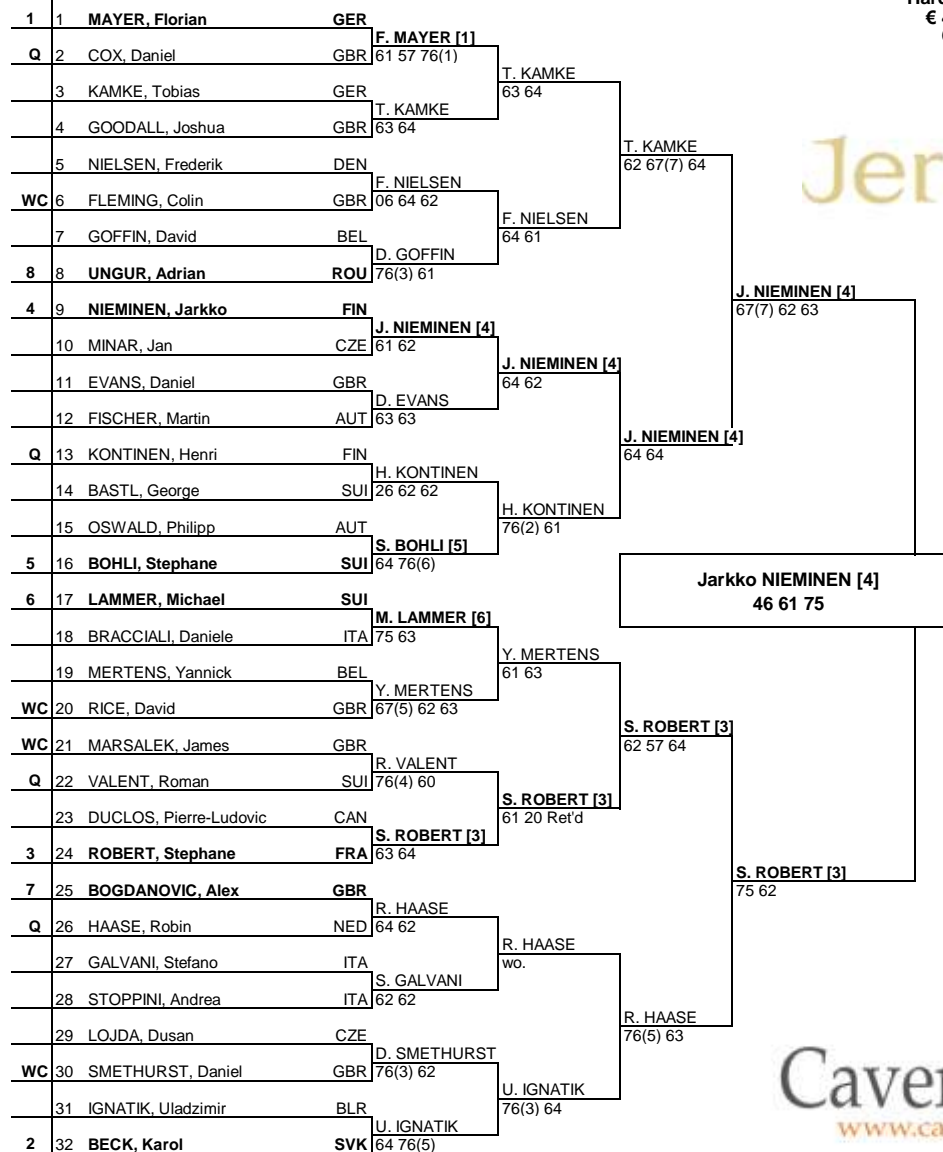 Hard
€
1 1 MAYER, Florian GER
Q 2 COX, Daniel GBR
3 KAMKE, Tobias GER
4 GOODALL, Joshua GBR
5 NIELSEN, Frederik DEN
WC 6 FLEMING, Colin GBR
7 GOFFIN, David BEL
8 8 UNGUR, Adrian ROU
4 9 NIEMINEN, Jarkko FIN
10 MINAR, Jan CZE
11 EVANS, Daniel GBR
12 FISCHER, Martin AUT
Q 13 KONTINEN, Henri FIN
14 BASTL, George SUI
15 OSWALD, Philipp AUT
5 16 BOHLI, Stephane SUI
6 17 LAMMER, Michael SUI
18 BRACCIALI, Daniele ITA
19 MERTENS, Yannick BEL
WC 20 RICE, David GBR
WC 21 MARSALEK, James GBR
Q 22 VALENT, Roman SUI
23 DUCLOS, Pierre-Ludovic CAN
3 24 ROBERT, Stephane FRA
7 25 BOGDANOVIC, Alex GBR
Q 26 HAASE, Robin NED
27 GALVANI, Stefano ITA
28 STOPPINI, Andrea ITA
29 LOJDA, Dusan CZE
WC 30 SMETHURST, Daniel GBR
31 IGNATIK, Uladzimir BLR
2 32 BECK, Karol SVK
F. MAYER [1]
61 57 76(1)
T. KAMKE
63 64
F. NIELSEN
06 64 62
D. GOFFIN
76(3) 61
J. NIEMINEN [4]
61 62
D. EVANS
63 63
H. KONTINEN
26 62 62
S. BOHLI [5]
64 76(6)
M. LAMMER [6]
75 63
Y. MERTENS
67(5) 62 63
R. VALENT
76(4) 60
S. ROBERT [3]
63 64
R. HAASE
64 62
S. GALVANI
62 62
D. SMETHURST
76(3) 62
U. IGNATIK
64 76(5)
T. KAMKE
63 64
F. NIELSEN
64 61
J. NIEMINEN [4]
64 62
H. KONTINEN
76(2) 61
Y. MERTENS
61 63
S. ROBERT [3]
61 20 Ret'd
R. HAASE
wo.
U. IGNATIK
76(3) 64
T. KAMKE
62 67(7) 64
J. NIEMINEN [4]
64 64
S. ROBERT [3]
62 57 64
R. HAASE
76(5) 63
J. NIEMINEN [4]
67(7) 62 63
S. ROBERT [3]
75 62
Jarkko NIEMINEN [4]
46 61 75
Jer
Caver
www.ca